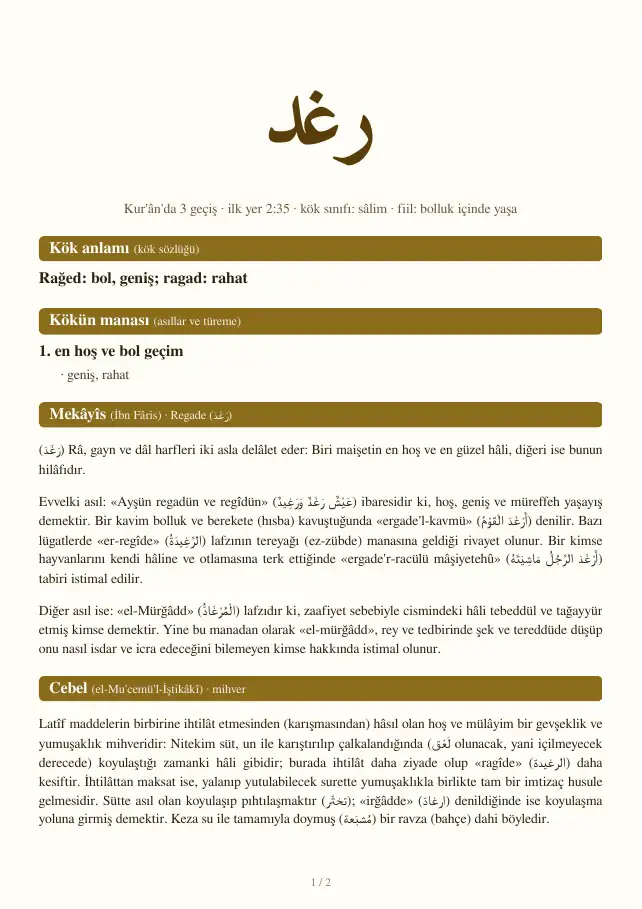 رغد
Kur'ân'da 3 geçiş · ilk yer 2:35 · kök sınıfı: sâlim · fiil: bolluk içinde yaşa
Kök anlamı (kök sözlüğü)
Rağed: bol, geniş; ragad: rahat
Kökün manası (asıllar ve türeme)
1. en hoş ve bol geçim
· geniş, rahat
Mekâyîs (İbn Fâris) · Regade (رَغَدَ)
(رَغَدَ) Râ, gayn ve dâl harfleri iki asla delâlet eder: Biri maişetin en hoş ve en güzel hâli, diğeri ise bunun
hilâfıdır.
Evvelki asıl: «Ayşün regadün ve regîdün» (عَيْشٌ رَغَدٌ وَرَغِيدٌ) ibaresidir ki, hoş, geniş ve müreffeh yaşayış
demektir. Bir kavim bolluk ve berekete (hısba) kavuştuğunda «ergade'l-kavmü» (أَرْغَدَ الْقَوْمُ) denilir. Bazı
lügatlerde «er-regîde» (الرَّغِيدَةُ) lafzının tereyağı (ez-zübde) manasına geldiği rivayet olunur. Bir kimse
hayvanlarını kendi hâline ve otlamasına terk ettiğinde «ergade'r-racülü mâşiyetehû» (أَرْغَدَ الرَّجُلُ مَاشِيَتَهُ)
tabiri istimal edilir.
Diğer asıl ise: «el-Mürğâdd» (الْمُرْغَادُّ) lafzıdır ki, zaafiyet sebebiyle cismindeki hâli tebeddül ve tağayyür
etmiş kimse demektir. Yine bu manadan olarak «el-mürğâdd», rey ve tedbirinde şek ve tereddüde düşüp
onu nasıl isdar ve icra edeceğini bilemeyen kimse hakkında istimal olunur.
Cebel (el-Mu'cemü'l-İştikâkî) · mihver
Latîf maddelerin birbirine ihtilât etmesinden (karışmasından) hâsıl olan hoş ve mülâyim bir gevşeklik ve
yumuşaklık mihveridir: Nitekim süt, un ile karıştırılıp çalkalandığında (لَعْق olunacak, yani içilmeyecek
derecede) koyulaştığı zamanki hâli gibidir; burada ihtilât daha ziyade olup «ragîde» (الرغيدة) daha
kesiftir. İhtilâttan maksat ise, yalanıp yutulabilecek surette yumuşaklıkla birlikte tam bir imtizaç husule
gelmesidir. Sütte asıl olan koyulaşıp pıhtılaşmaktır (تخثّر); «irğâdde» (ارغادّ) denildiğinde ise koyulaşma
yoluna girmiş demektir. Keza su ile tamamıyla doymuş (مُشبَعة) bir ravza (bahçe) dahi böyledir.
1 / 2